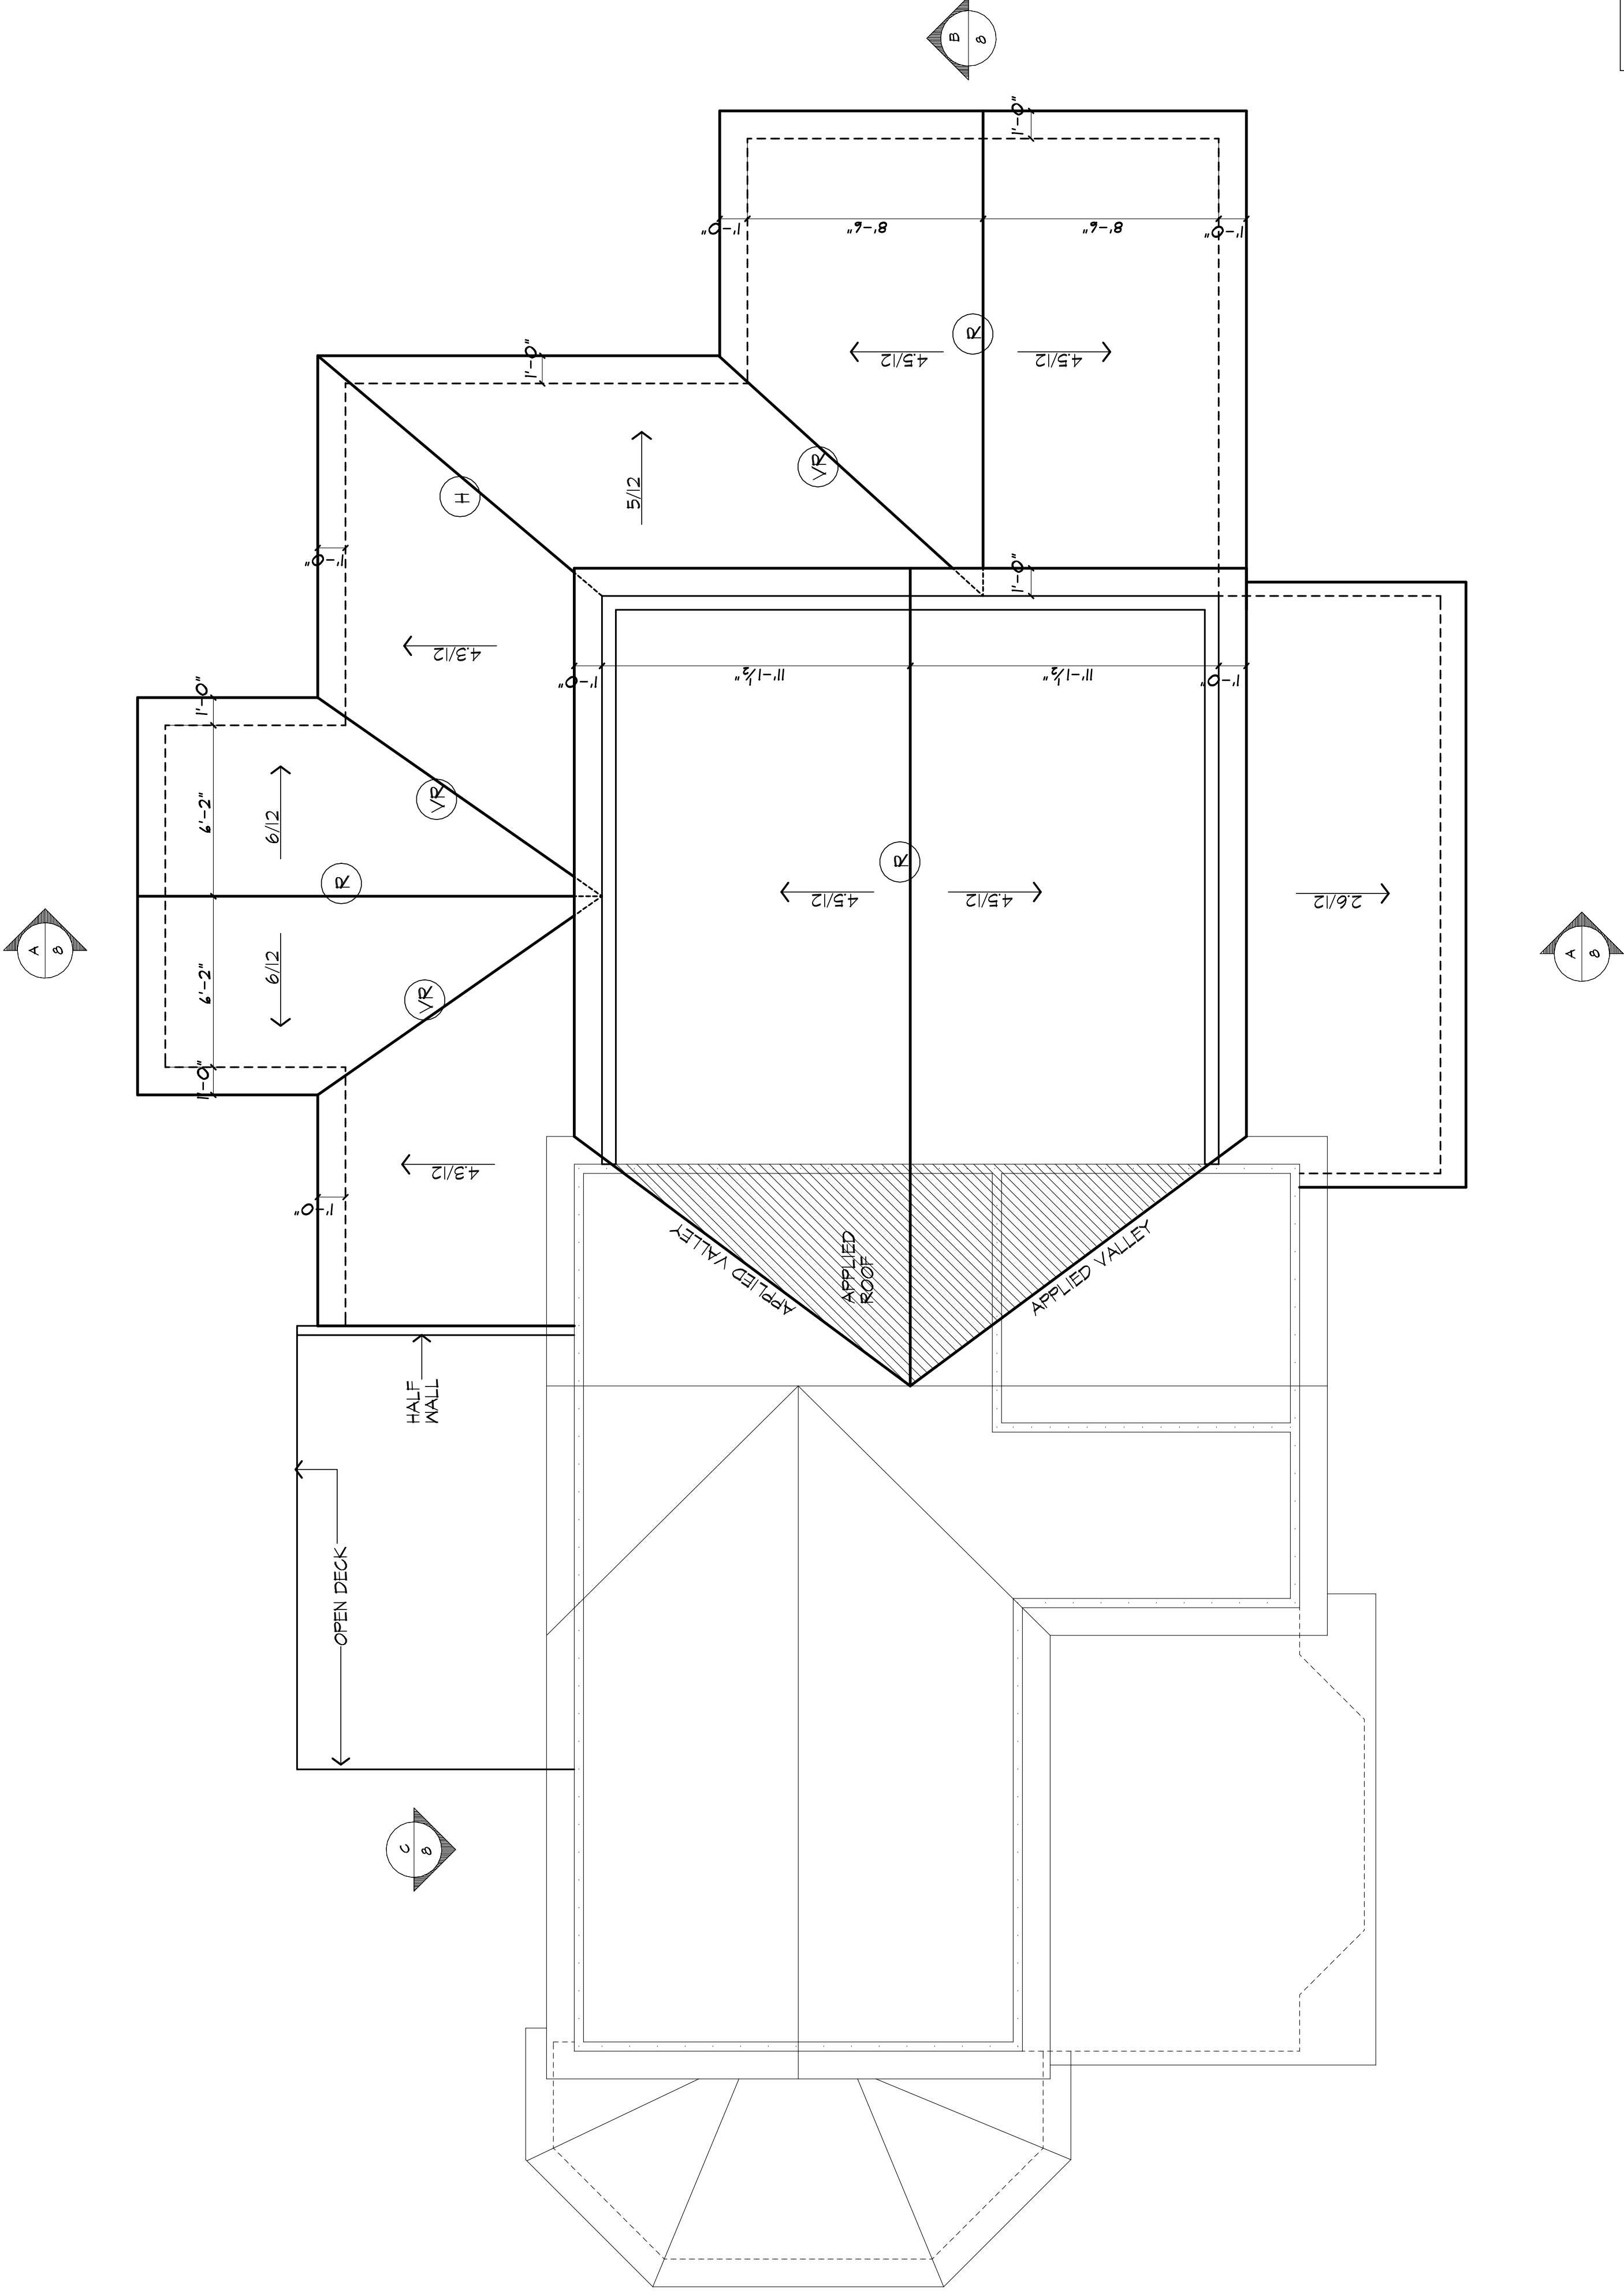 B
8
1'-0"
1'-0"
8'-6"
8'-6"
1'-0"
R
4.5/12
4.5/12
1'-0"
5/12
VR
H
1'-0"
1'-0"
4.3/12
1'-0"
11'-1½"
11'-1½"
1'-0"
1'-0"
6'-2"
6/12
VR
R
R
4.5/12
4.5/12
2.6/12
A
8
A
8
6'-2"
6/12
VR
1'-0"
4.3/12
1'-0"
APPLIED VALLEY
APPLIED
ROOF
APPLIED VALLEY
HALF
WALL
OPEN DECK
C
8